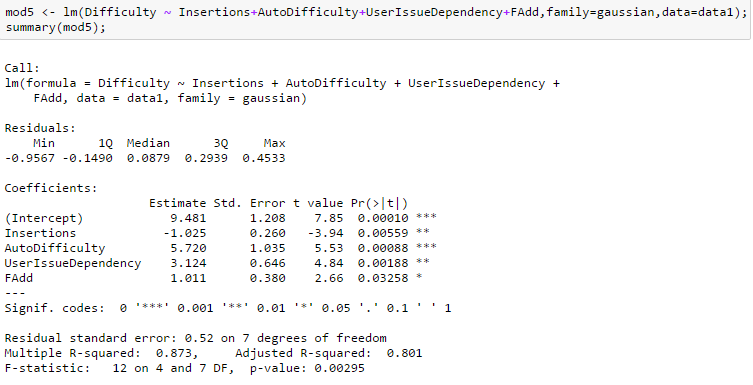 mod5 <- lm(Difficulty ~ Insertions+AutoDifficulty+UserIssueDependency+FAdd,family=gaussian,data=data1);
summary(mod5);
Call:
lm(formula = Difficulty ~ Insertions + AutoDifficulty + UserIssueDependency +
    FAdd, data = data1, family = gaussian)
Residuals:
    Min      1Q  Median      3Q     Max
-0.9567 -0.1490  0.0879  0.2939  0.4533
Coefficients:
                    Estimate Std. Error t value Pr(>|t|)
(Intercept)            9.481      1.208    7.85  0.00010 ***
Insertions            -1.025      0.260   -3.94  0.00559 **
AutoDifficulty         5.720      1.035    5.53  0.00088 ***
UserIssueDependency    3.124      0.646    4.84  0.00188 **
FAdd                   1.011      0.380    2.66  0.03258 *
---
Signif. codes:  0 '***' 0.001 '**' 0.01 '*' 0.05 '.' 0.1 ' ' 1
Residual standard error: 0.52 on 7 degrees of freedom
Multiple R-squared:  0.873,     Adjusted R-squared:  0.801
F-statistic:   12 on 4 and 7 DF,  p-value: 0.00295